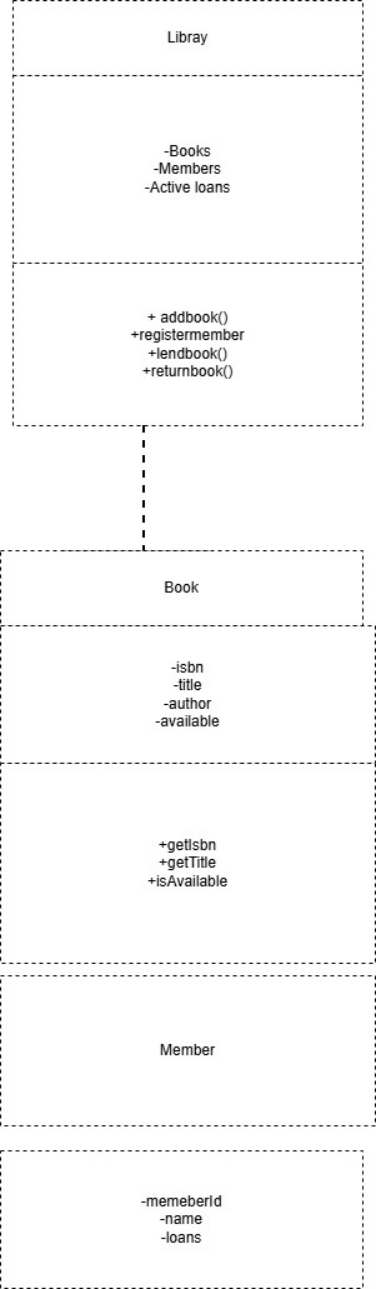 Libray
-Books
-Members
-Active loans
+ addbook()
+registermember
+lendbook()
+returnbook()
Book
-isbn
-title
-author
-available
+getIsbn
+getTitle
+isAvailable
Member
-memeberId
-name
-loans